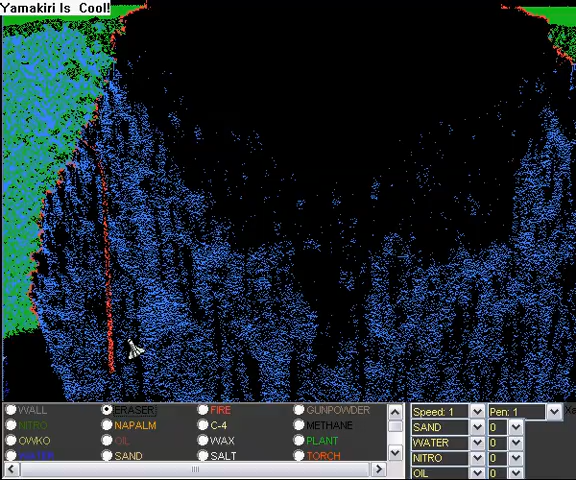 Yamakiri Is Cool!
WALL ERASER FIRE GUNPOWDER
NITRO NAPALM C-4 METHANE
OWKO OIL WAX PLANT
WATER SAND SALT TORCH
Speed: 1 Pen: 1
SAND 0
WATER 0
NITRO 0
OIL 0